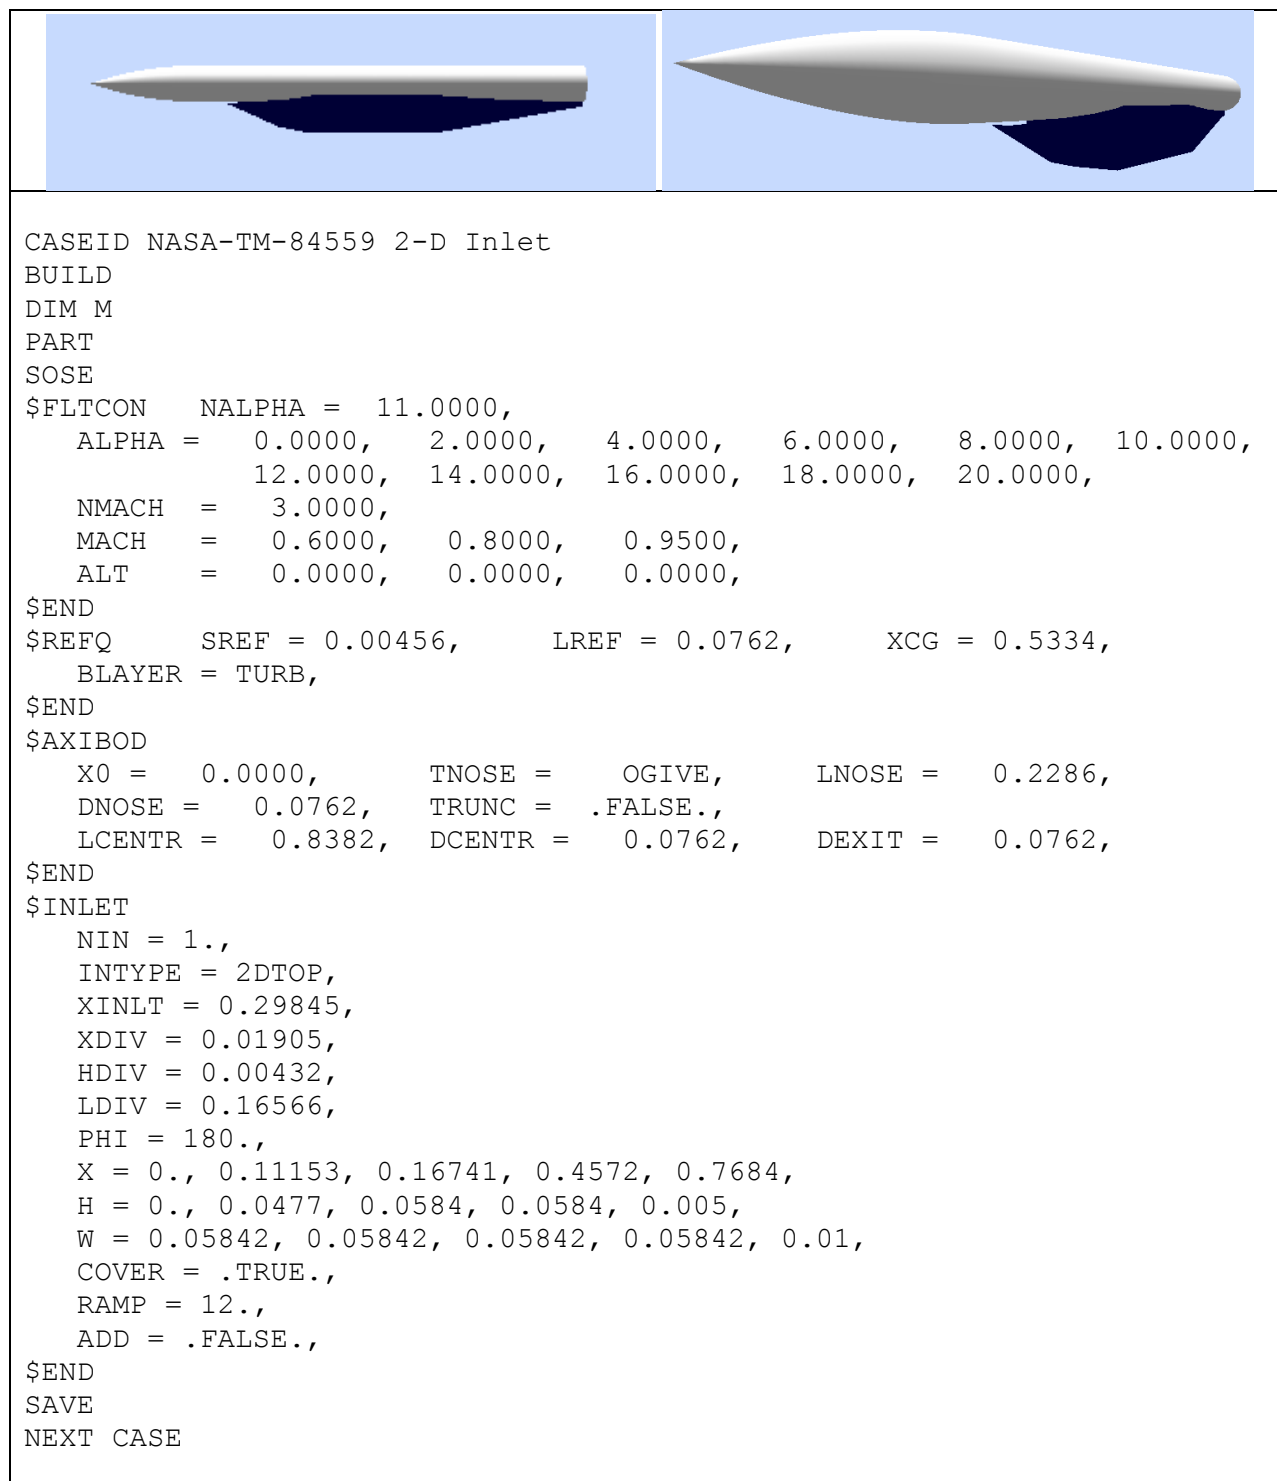 CASEID NASA-TM-84559 2-D Inlet
BUILD
DIM M
PART
SOSE
$FLTCON   NALPHA =  11.0000,
   ALPHA =   0.0000,   2.0000,   4.0000,   6.0000,   8.0000,  10.0000,
             12.0000,  14.0000,  16.0000,  18.0000,  20.0000,
   NMACH  =   3.0000,
   MACH   =   0.6000,   0.8000,   0.9500,
   ALT    =   0.0000,   0.0000,   0.0000,
$END
$REFQ     SREF = 0.00456,     LREF = 0.0762,     XCG = 0.5334,
   BLAYER = TURB,
$END
$AXIBOD
   X0 =   0.0000,      TNOSE =    OGIVE,     LNOSE =   0.2286,
   DNOSE =   0.0762,  TRUNC =  .FALSE.,
   LCENTR =   0.8382,  DCENTR =   0.0762,     DEXIT =   0.0762,
$END
$INLET
   NIN = 1.,
   INTYPE = 2DTOP,
   XINLT = 0.29845,
   XDIV = 0.01905,
   HDIV = 0.00432,
   LDIV = 0.16566,
   PHI = 180.,
   X = 0., 0.11153, 0.16741, 0.4572, 0.7684,
   H = 0., 0.0477, 0.0584, 0.0584, 0.005,
   W = 0.05842, 0.05842, 0.05842, 0.05842, 0.01,
   COVER = .TRUE.,
   RAMP = 12.,
   ADD = .FALSE.,
$END
SAVE
NEXT CASE